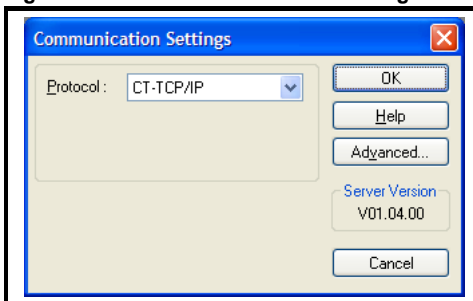 Communication Settings
Protocol : CT-TCP/IP
OK
Help
Advanced...
Server Version
V01.04.00
Cancel